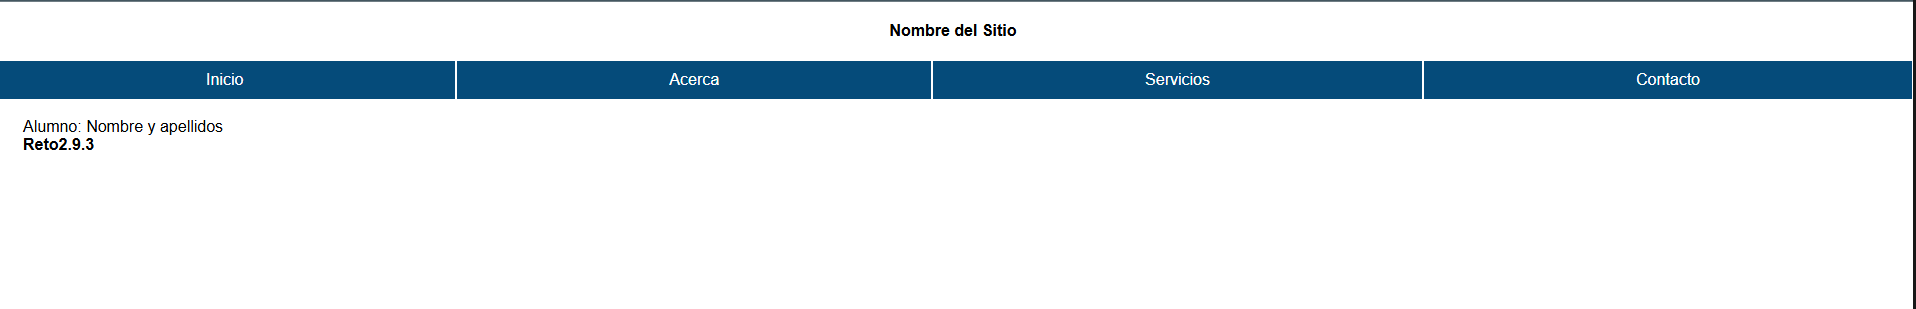 Nombre del Sitio
Inicio Acerca Servicios Contacto
Alumno: Nombre y apellidos
Reto2.9.3